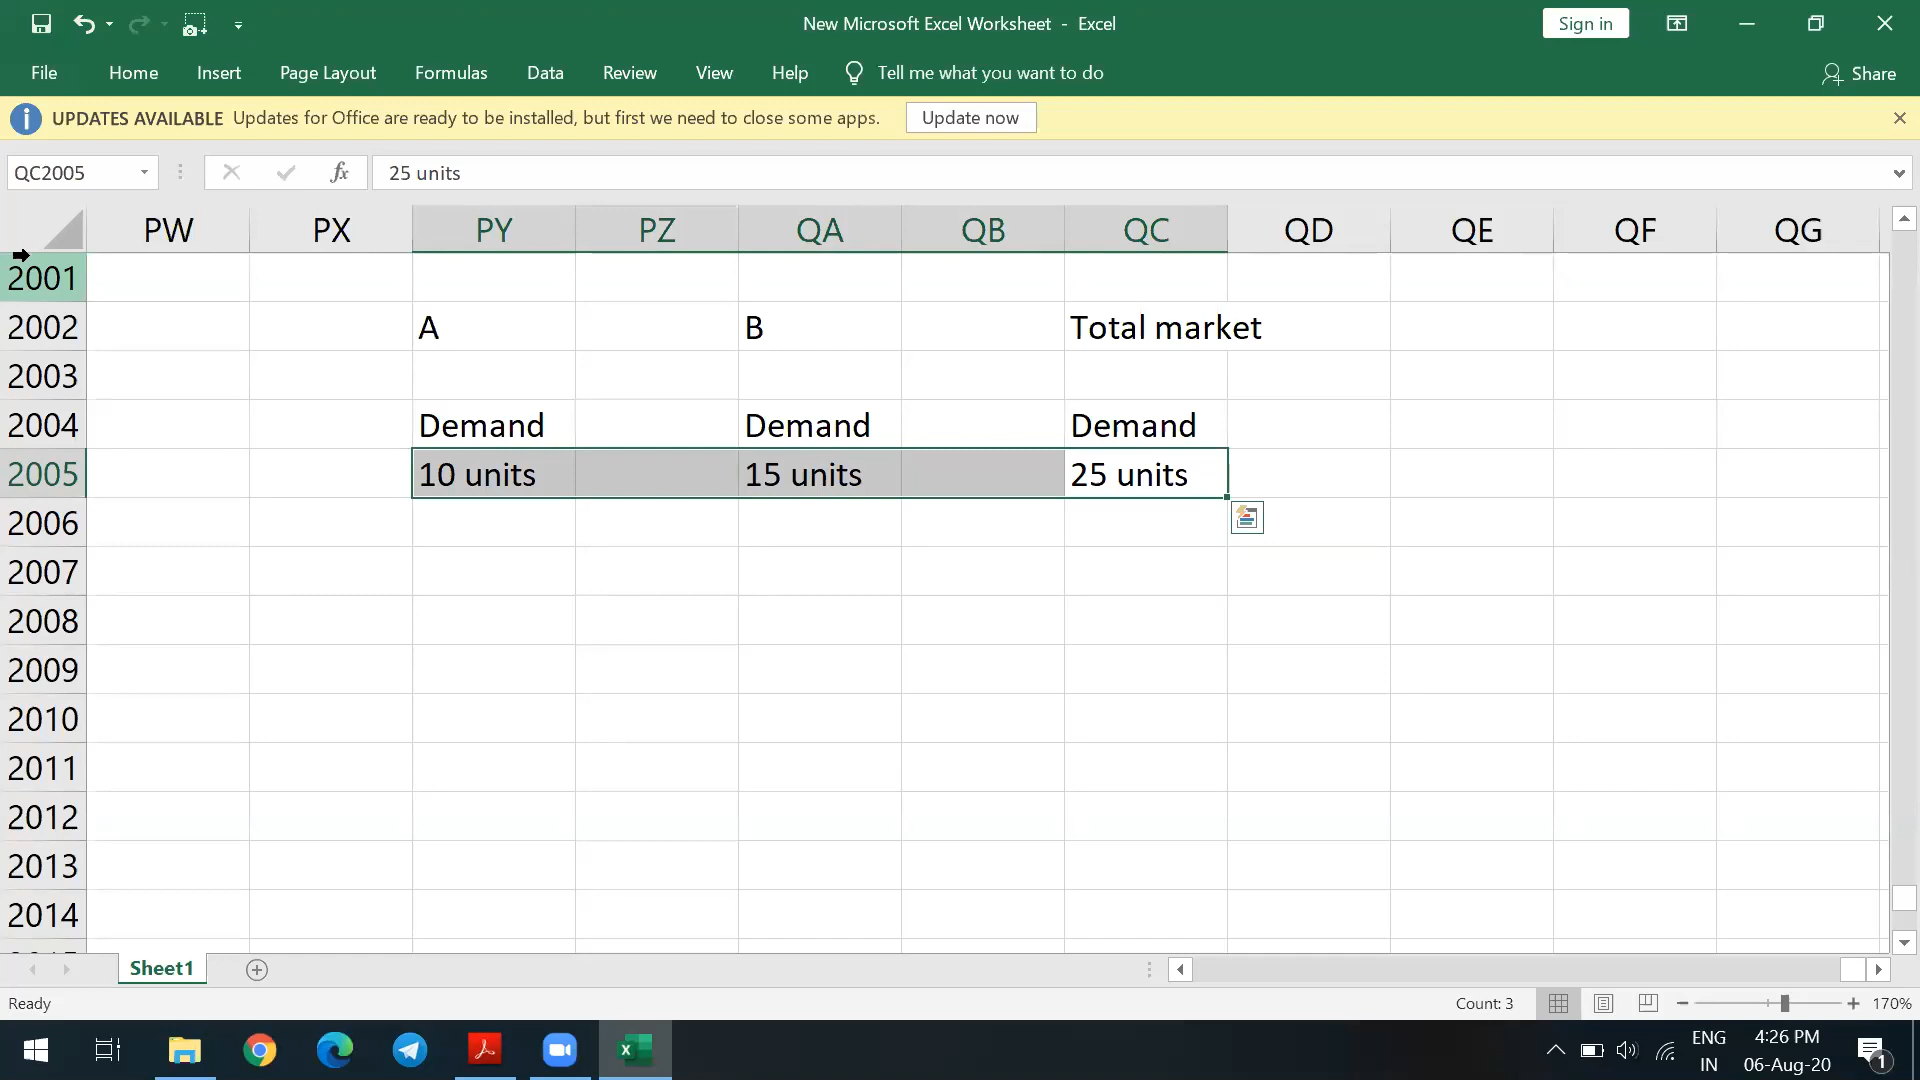 New Microsoft Excel Worksheet - Excel
Sign in
File Home Insert Page Layout Formulas Data Review View Help Tell me what you want to do Share
UPDATES AVAILABLE Updates for Office are ready to be installed, but first we need to close some apps. Update now
QC2005 fx 25 units
PW PX PY PZ QA QB QC QD QE QF QG
2001
2002 A B Total market
2003
2004 Demand Demand Demand
2005 10 units 15 units 25 units
2006
2007
2008
2009
2010
2011
2012
2013
2014
Sheet1
Ready Count: 3 170%
ENG 4:26 PM
IN 06-Aug-20 1